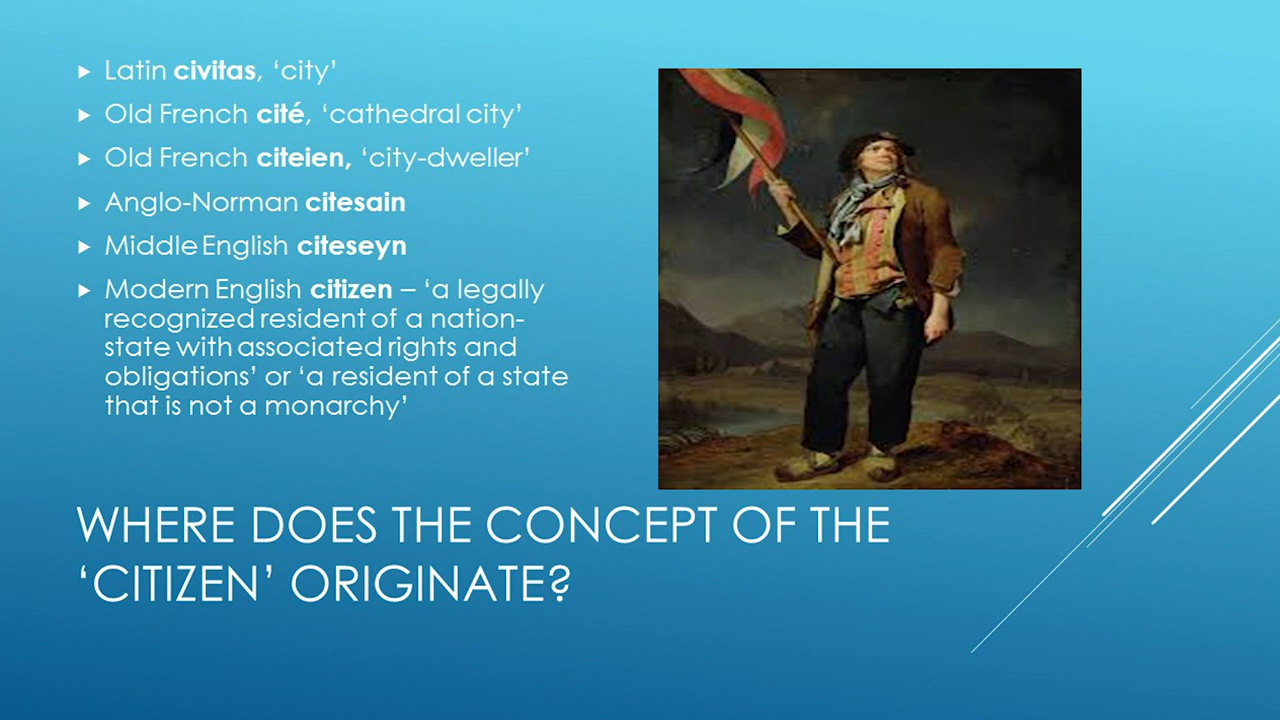 Latin civitas, ‘city’
Old French cité, ‘cathedral city’
Old French citeien, ‘city-dweller’
Anglo-Norman citesain
Middle English citeseyn
Modern English citizen – ‘a legally
recognized resident of a nation-
state with associated rights and
obligations’ or ‘a resident of a state
that is not a monarchy’
WHERE DOES THE CONCEPT OF THE
‘CITIZEN’ ORIGINATE?